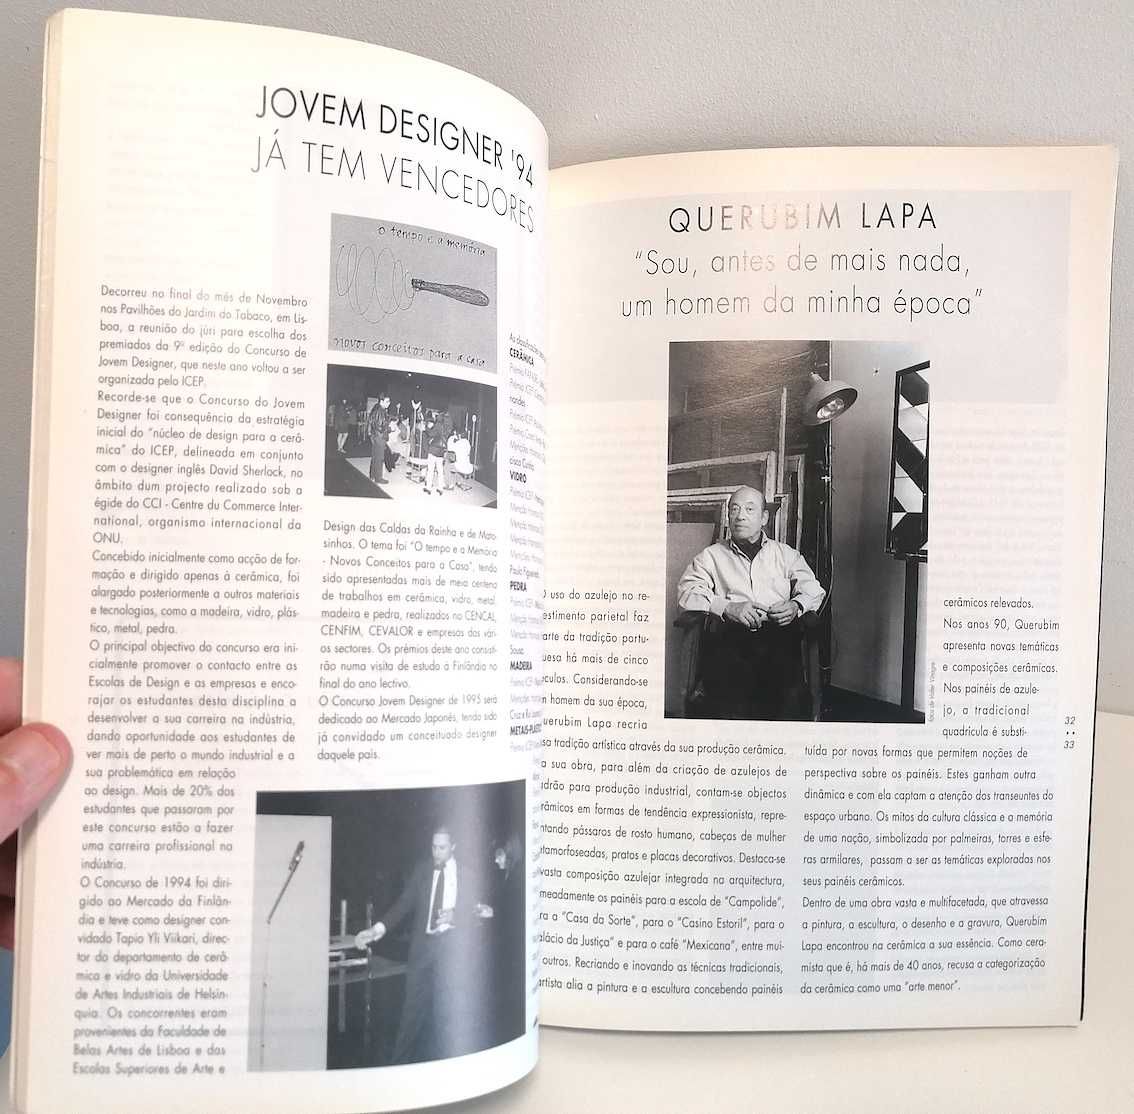 JOVEM DESIGNER '94
JÁ TEM VENCEDORES
Decorreu no final do mês de Novembro
nos Pavilhões do Jardim do Tabaco, em Lis-
boa, a reunião do júri para escolha dos
premiados da 9ª edição do Concurso de
Jovem Designer, que neste ano voltou a ser
organizada pelo ICEP.
Recorde-se que o Concurso do Jovem
Designer foi consequência da estratégia
inicial do "núcleo de design para a cerâ-
mica" do ICEP, delineada em conjunto
com o designer inglês David Sherlock, no
âmbito dum projecto realizado sob a
égide do CCI - Centre du Commerce Inter-
national, organismo internacional da
ONU.
Concebido inicialmente como acção de for-
mação e dirigido apenas à cerâmica, foi
alargado posteriormente a outros materiais
e tecnologias, como a madeira, vidro, plás-
tico, metal, pedra.
O principal objectivo do concurso era ini-
cialmente promover o contacto entre as
Escolas de Design e as empresas e enco-
rajar os estudantes desta disciplina a
desenvolver a sua carreira na indústria,
dando oportunidade aos estudantes de
ver mais de perto o mundo industrial e a
sua problemática em relação
ao design. Mais de 20% dos
estudantes que passaram por
este concurso estão a fazer
uma carreira profissional na
indústria.
O Concurso de 1994 foi diri-
gido ao Mercado da Finlân-
dia e teve como designer con-
vidado Tapio Yli Viikari, direc-
tor do departamento de cerâ-
mica e vidro da Universidade
de Artes Industriais de Helsin-
quia. Os concorrentes eram
provenientes da Faculdade de
Belas Artes de Lisboa e das
Escolas Superiores de Arte e
o tempo e a memória
novos conceitos para a casa
Design das Caldas da Rainha e de Mato-
sinhos. O tema foi "O tempo e a Memória
- Novos Conceitos para a Casa", tendo
sido apresentadas mais de meia centena
de trabalhos em cerâmica, vidro, metal,
madeira e pedra, realizados no CENCAL,
CENFIM, CEVALOR e empresas dos vári-
os sectores. Os prémios deste ano consisti-
rão numa visita de estudo à Finlândia no
final do ano lectivo.
O Concurso Jovem Designer de 1995 será
dedicado ao Mercado Japonês, tendo sido
já convidado um conceituado designer
daquele país.
CERÂMICA
VIDRO
PEDRA
MADEIRA
QUERUBIM LAPA
"Sou, antes de mais nada,
um homem da minha época"
uso do azulejo no re-
estimento parietal faz
arte da tradição portu-
uesa há mais de cinco
culos. Considerando-se
homem da sua época,
uerubim Lapa recria
sa tradição artística através da sua produção cerâmica.
a sua obra, para além da criação de azulejos de
drão para produção industrial, contam-se objectos
râmicos em formas de tendência expressionista, repre-
ntando pássaros de rosto humano, cabeças de mulher
tamorfoseadas, pratos e placas decorativos. Destaca-se
vasta composição azulejar integrada na arquitectura,
meadamente os painéis para a escola de "Campolide",
ra a "Casa da Sorte", para o "Casino Estoril", para o
alácio da Justiça" e para o café "Mexicana", entre mui-
outros. Recriando e inovando as técnicas tradicionais,
artista alia a pintura e a escultura concebendo painéis
cerâmicos relevados.
Nos anos 90, Querubim
apresenta novas temáticas
e composições cerâmicas.
Nos painéis de azule-
jo, a tradicional
quadrícula é substi-
tuída por novas formas que permitem noções de
perspectiva sobre os painéis. Estes ganham outra
dinâmica e com ela captam a atenção dos transeuntes do
espaço urbano. Os mitos da cultura clássica e a memória
de uma nação, simbolizada por palmeiras, torres e esfe-
ras armilares, passam a ser as temáticas exploradas nos
seus painéis cerâmicos.
Dentro de uma obra vasta e multifacetada, que atravessa
a pintura, a escultura, o desenho e a gravura, Querubim
Lapa encontrou na cerâmica a sua essência. Como cera-
mista que é, há mais de 40 anos, recusa a categorização
da cerâmica como uma "arte menor".
32
33